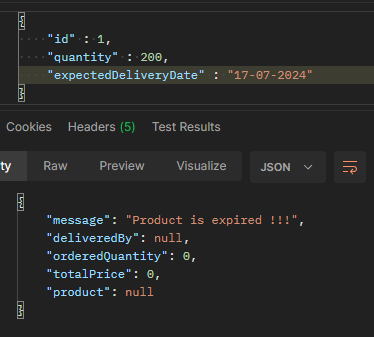 {
"id" : 1,
"quantity" : 200,
"expectedDeliveryDate" : "17-07-2024"
}
Cookies Headers (5) Test Results
ty Raw Preview Visualize JSON
{
"message": "Product is expired !!!",
"deliveredBy": null,
"orderedQuantity": 0,
"totalPrice": 0,
"product": null
}